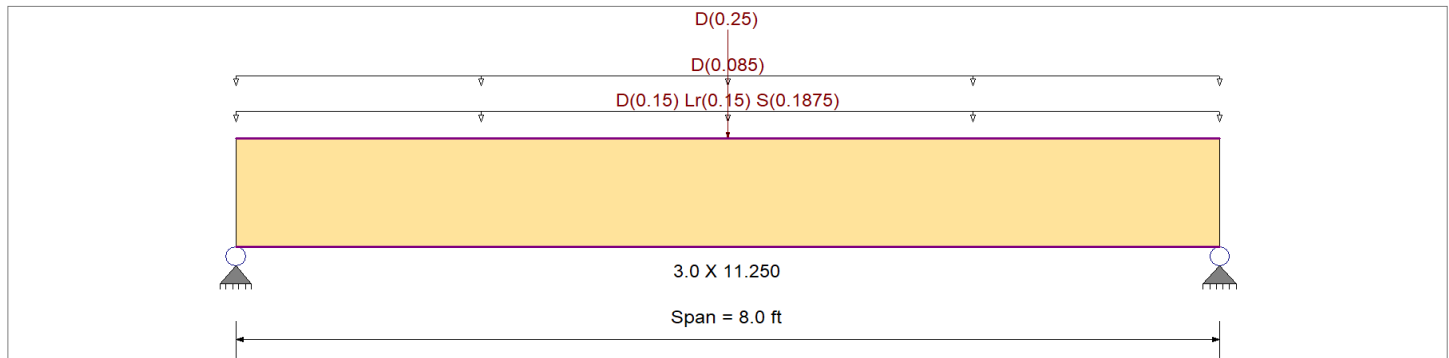 D(0.25)
D(0.085)
D(0.15) Lr(0.15) S(0.1875)
3.0 X 11.250
Span = 8.0 ft